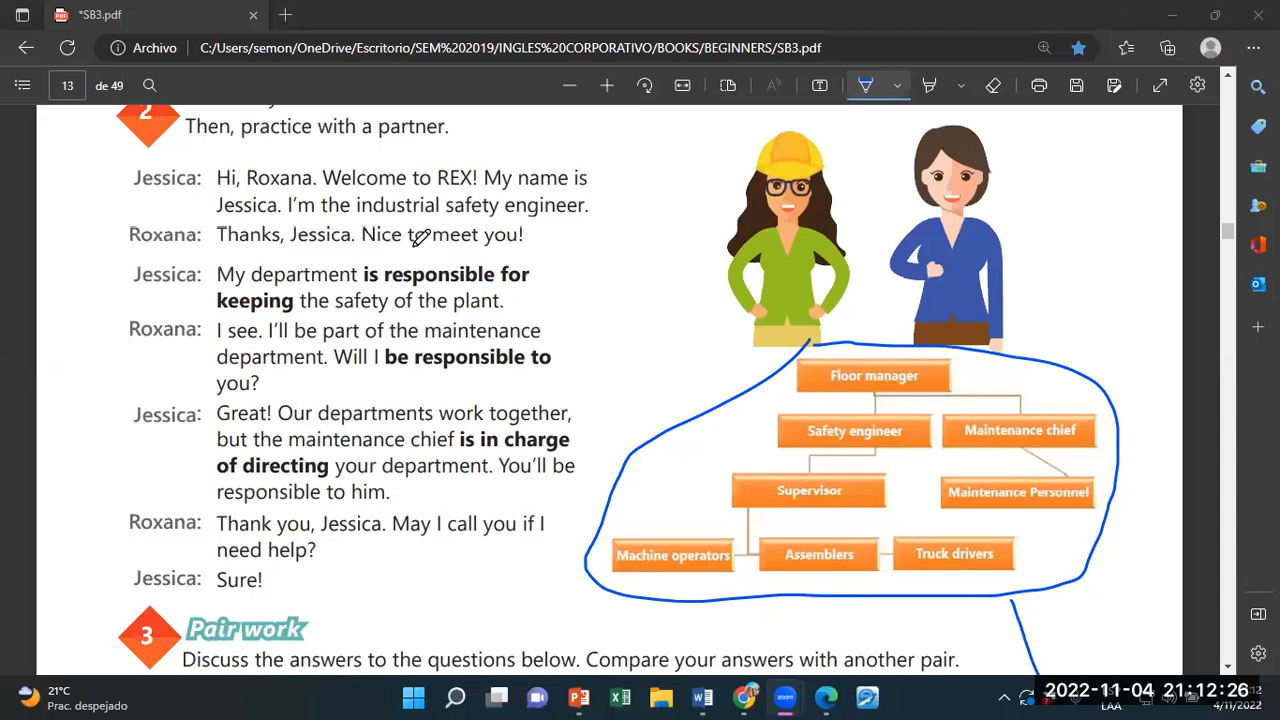 *SB3.pdf
Archivo
C:/Users/semon/OneDrive/Escritorio/SEM%202019/INGLES%20CORPORATIVO/BOOKS/BEGINNERS/SB3.pdf
13 de 49
2
Then, practice with a partner.
Jessica: Hi, Roxana. Welcome to REX! My name is
Jessica. I'm the industrial safety engineer.
Roxana: Thanks, Jessica. Nice to meet you!
Jessica: My department is responsible for
keeping the safety of the plant.
Roxana: I see. I'll be part of the maintenance
department. Will I be responsible to
you?
Jessica: Great! Our departments work together,
but the maintenance chief is in charge
of directing your department. You'll be
responsible to him.
Roxana: Thank you, Jessica. May I call you if I
need help?
Jessica: Sure!
Floor manager
Safety engineer
Maintenance chief
Supervisor
Maintenance Personnel
Machine operators
Assemblers
Truck drivers
3 Pair work
Discuss the answers to the questions below. Compare your answers with another pair.
21°C
Prac. despejado
2022-11-04 21:12:26
LAA
4/11/2022